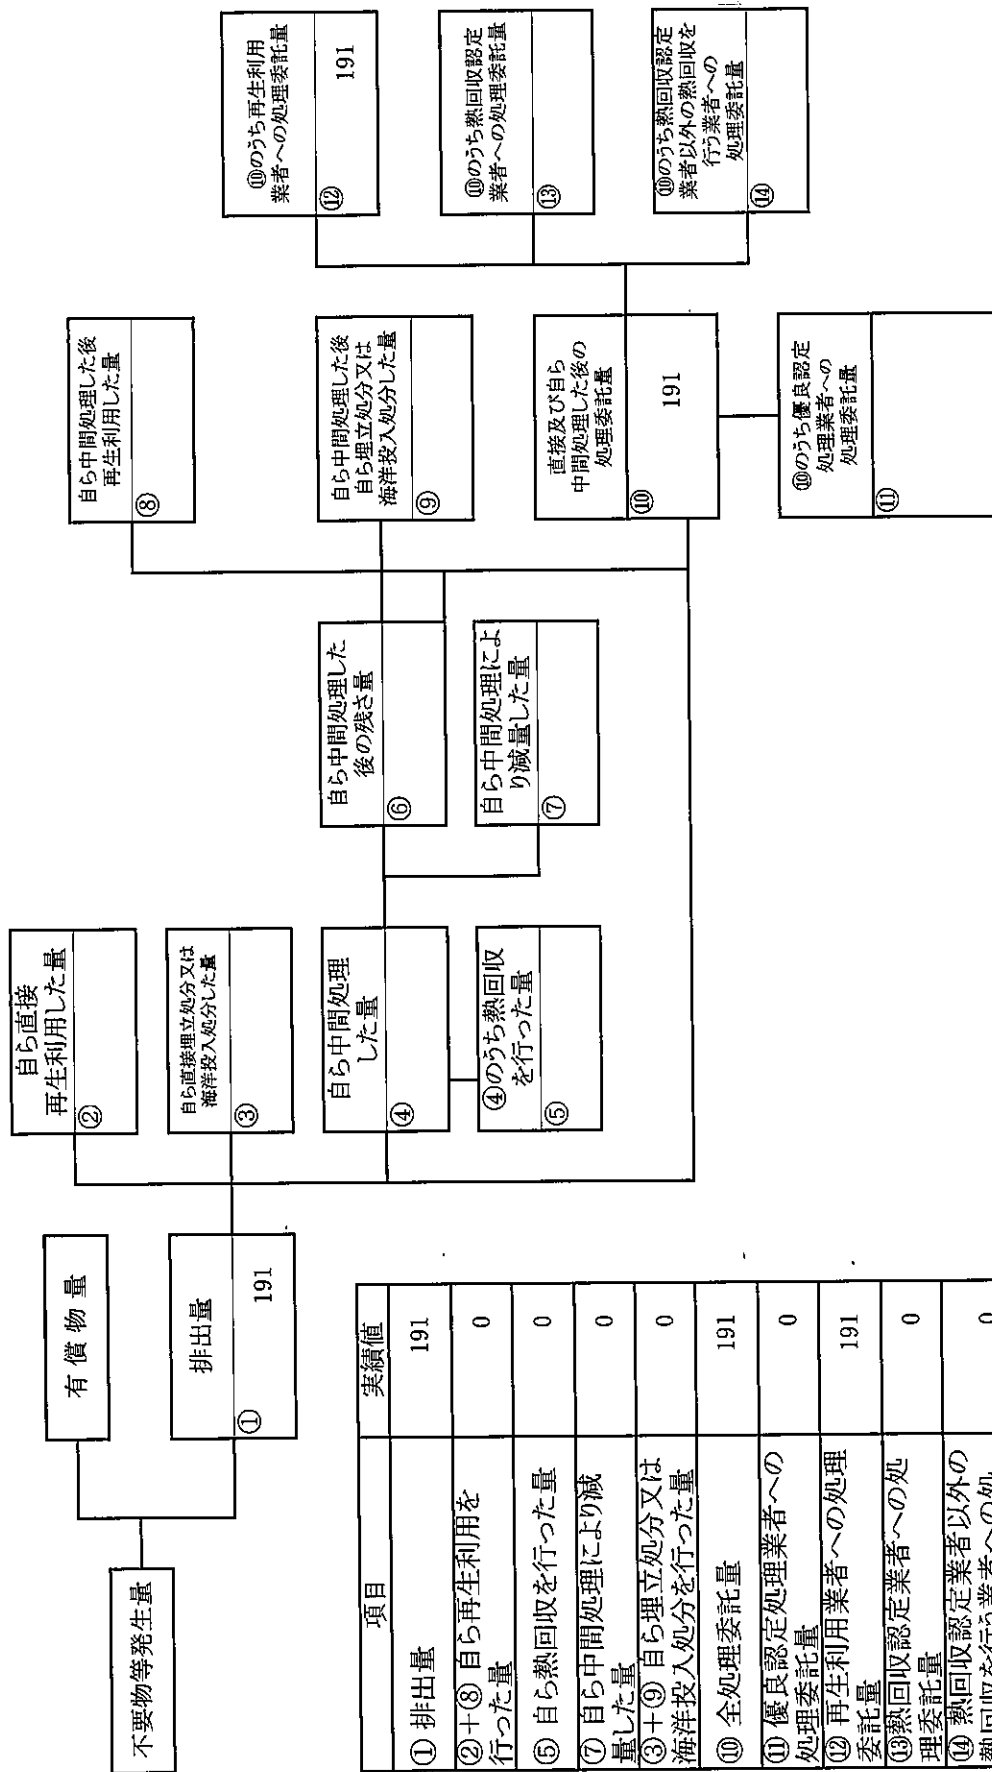 不要物等発生量
有償物量
排出量
①
191
自ら直接
再生利用した量
②
自ら直接埋立処分又は
海洋投入処分した量
③
自ら中間処理
した量
④
④のうち熱回収
を行った量
⑤
自ら中間処理した
後の残さ量
⑥
自ら中間処理によ
り減量した量
⑦
自ら中間処理した後
再生利用した量
⑧
自ら中間処理した後
自ら埋立処分又は
海洋投入処分した量
⑨
直接及び自ら
中間処理した後の
処理委託量
⑩
191
⑩のうち優良認定
処理業者への
処理委託量
⑪
⑩のうち再生利用
業者への処理委託量
⑫
191
⑩のうち熱回収認定
業者への処理委託量
⑬
⑩のうち熱回収認定
業者以外の熱回収を
行う業者への
処理委託量
⑭
項目 実績値
① 排出量 191
②+⑧ 自ら再生利用を
行った量 0
⑤ 自ら熱回収を行った量 0
⑦ 自ら中間処理により減
量した量 0
③+⑨ 自ら埋立処分又は
海洋投入処分を行った量 0
⑩ 全処理委託量 191
⑪ 優良認定処理業者への
処理委託量 0
⑫ 再生利用業者への処理
委託量 191
⑬熱回収認定業者への処
理委託量 0
⑭ 熱回収認定業者以外の
熱回収を行う業者への処 0